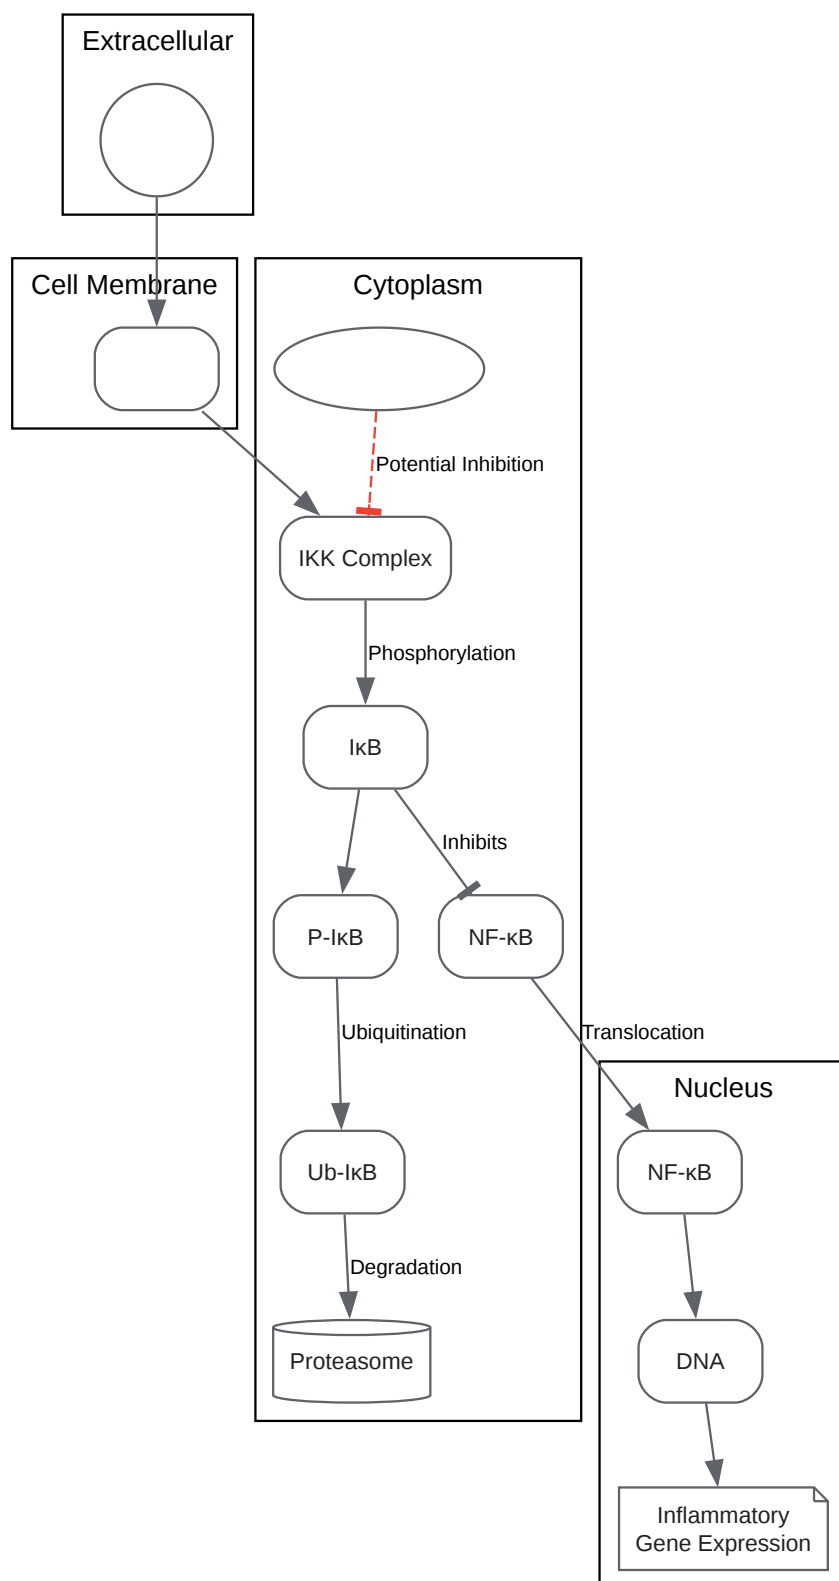 Extracellular
Cell Membrane
Cytoplasm
Potential Inhibition
IKK Complex
Phosphorylation
IκB
Inhibits
P-IκB
NF-κB
Ubiquitination
Translocation
Nucleus
Ub-IκB
NF-κB
Degradation
Proteasome
DNA
Inflammatory
Gene Expression